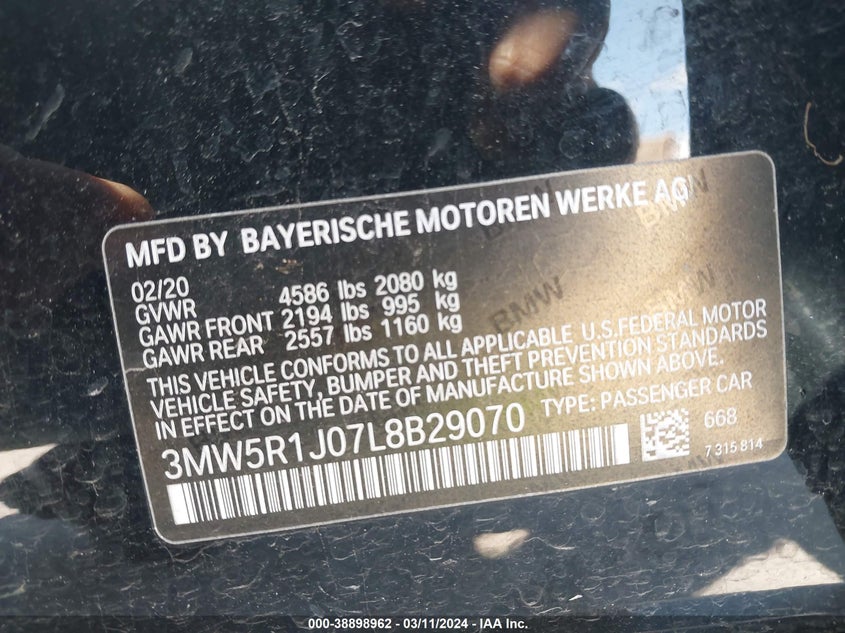 MFD BY BAYERISCHE MOTOREN WERKE AG
02/20
GVWR 4586 lbs 2080 kg
GAWR FRONT 2194 lbs 995 kg
GAWR REAR 2557 lbs 1160 kg
THIS VEHICLE CONFORMS TO ALL APPLICABLE U.S.FEDERAL MOTOR
VEHICLE SAFETY, BUMPER AND THEFT PREVENTION STANDARDS
IN EFFECT ON THE DATE OF MANUFACTURE SHOWN ABOVE.
3MW5R1J07L8B29070 TYPE: PASSENGER CAR
668
7 315 814
BMW
BMW
BMW
000-38898962 - 03/11/2024 - IAA Inc.